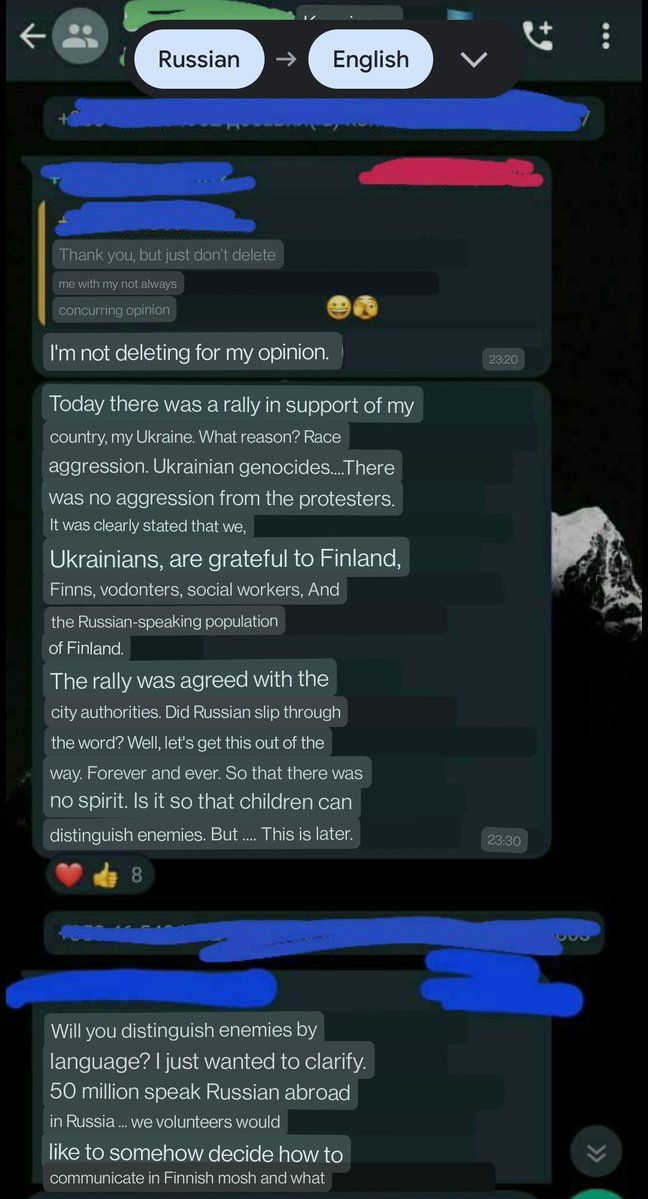 Russian → English
Thank you, but just don't delete
me with my not always
concurring opinion
I'm not deleting for my opinion.
23:20
Today there was a rally in support of my
country, my Ukraine. What reason? Race
aggression. Ukrainian genocides....There
was no aggression from the protesters.
It was clearly stated that we,
Ukrainians, are grateful to Finland,
Finns, vodonters, social workers, And
the Russian-speaking population
of Finland.
The rally was agreed with the
city authorities. Did Russian slip through
the word? Well, let's get this out of the
way. Forever and ever. So that there was
no spirit. Is it so that children can
distinguish enemies. But .... This is later.
23:30
8
Will you distinguish enemies by
language? I just wanted to clarify.
50 million speak Russian abroad
in Russia ... we volunteers would
like to somehow decide how to
communicate in Finnish mosh and what